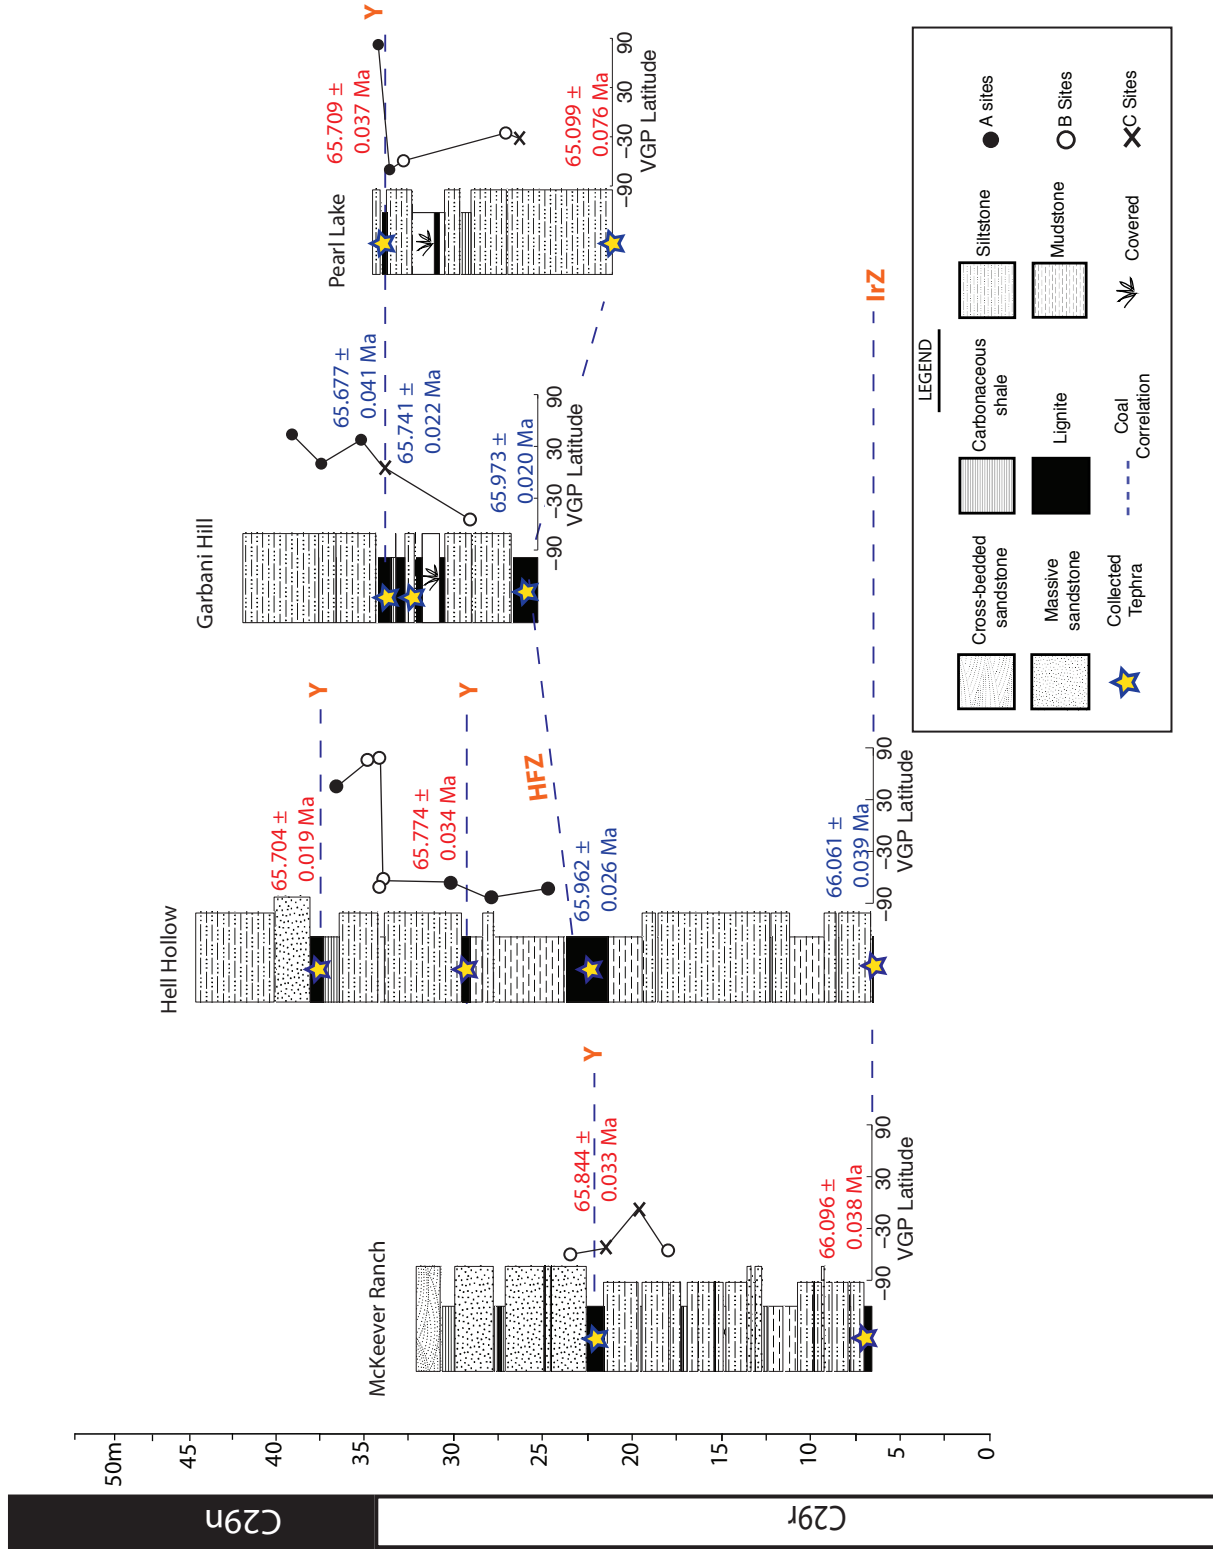 C29n
C29r
50m
45
40
35
30
25
20
15
10
5
0
McKeever Ranch
65.844 ±
0.033 Ma
Y
66.096 ±
0.038 Ma
−90
−30
30
90
VGP Latitude
Hell Hollow
65.704 ±
0.019 Ma
Y
65.774 ±
0.034 Ma
Y
HFZ
65.962 ±
0.026 Ma
66.061 ±
0.039 Ma
−90
−30
30
90
VGP Latitude
IrZ
Garbani Hill
65.677 ±
0.041 Ma
65.741 ±
0.022 Ma
65.973 ±
0.020 Ma
−90
−30
30
90
VGP Latitude
Pearl Lake
65.709 ±
0.037 Ma
Y
65.099 ±
0.076 Ma
−90
−30
30
90
VGP Latitude
LEGEND
Cross-bedded
sandstone
Carbonaceous
shale
Siltstone
A sites
Massive
sandstone
Lignite
Mudstone
B Sites
Collected
Tephra
Coal
Correlation
Covered
C Sites